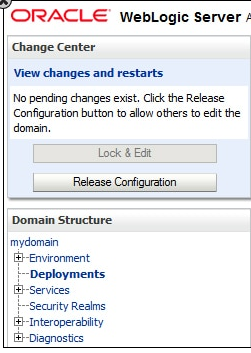 ORACLE WebLogic Server
Change Center
View changes and restarts
No pending changes exist. Click the Release
Configuration button to allow others to edit the
domain.
Lock & Edit
Release Configuration
Domain Structure
mydomain
Environment
Deployments
Services
Security Realms
Interoperability
Diagnostics